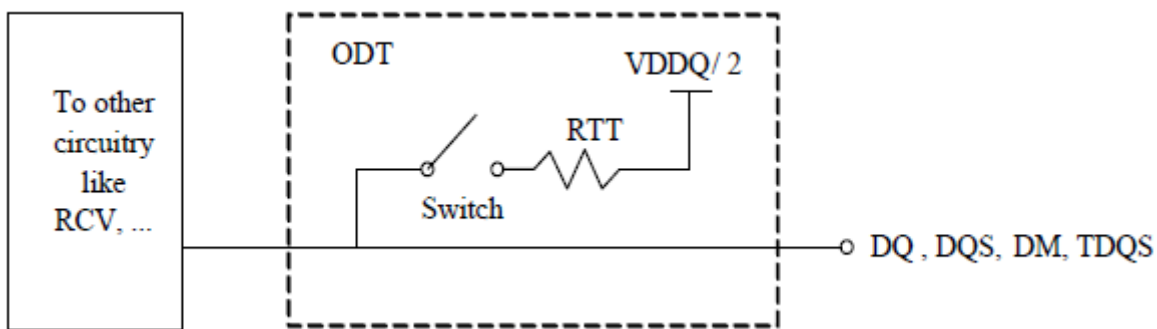 To other
circuitry
like
RCV, ...
ODT
VDDQ/ 2
RTT
Switch
DQ , DQS, DM, TDQS